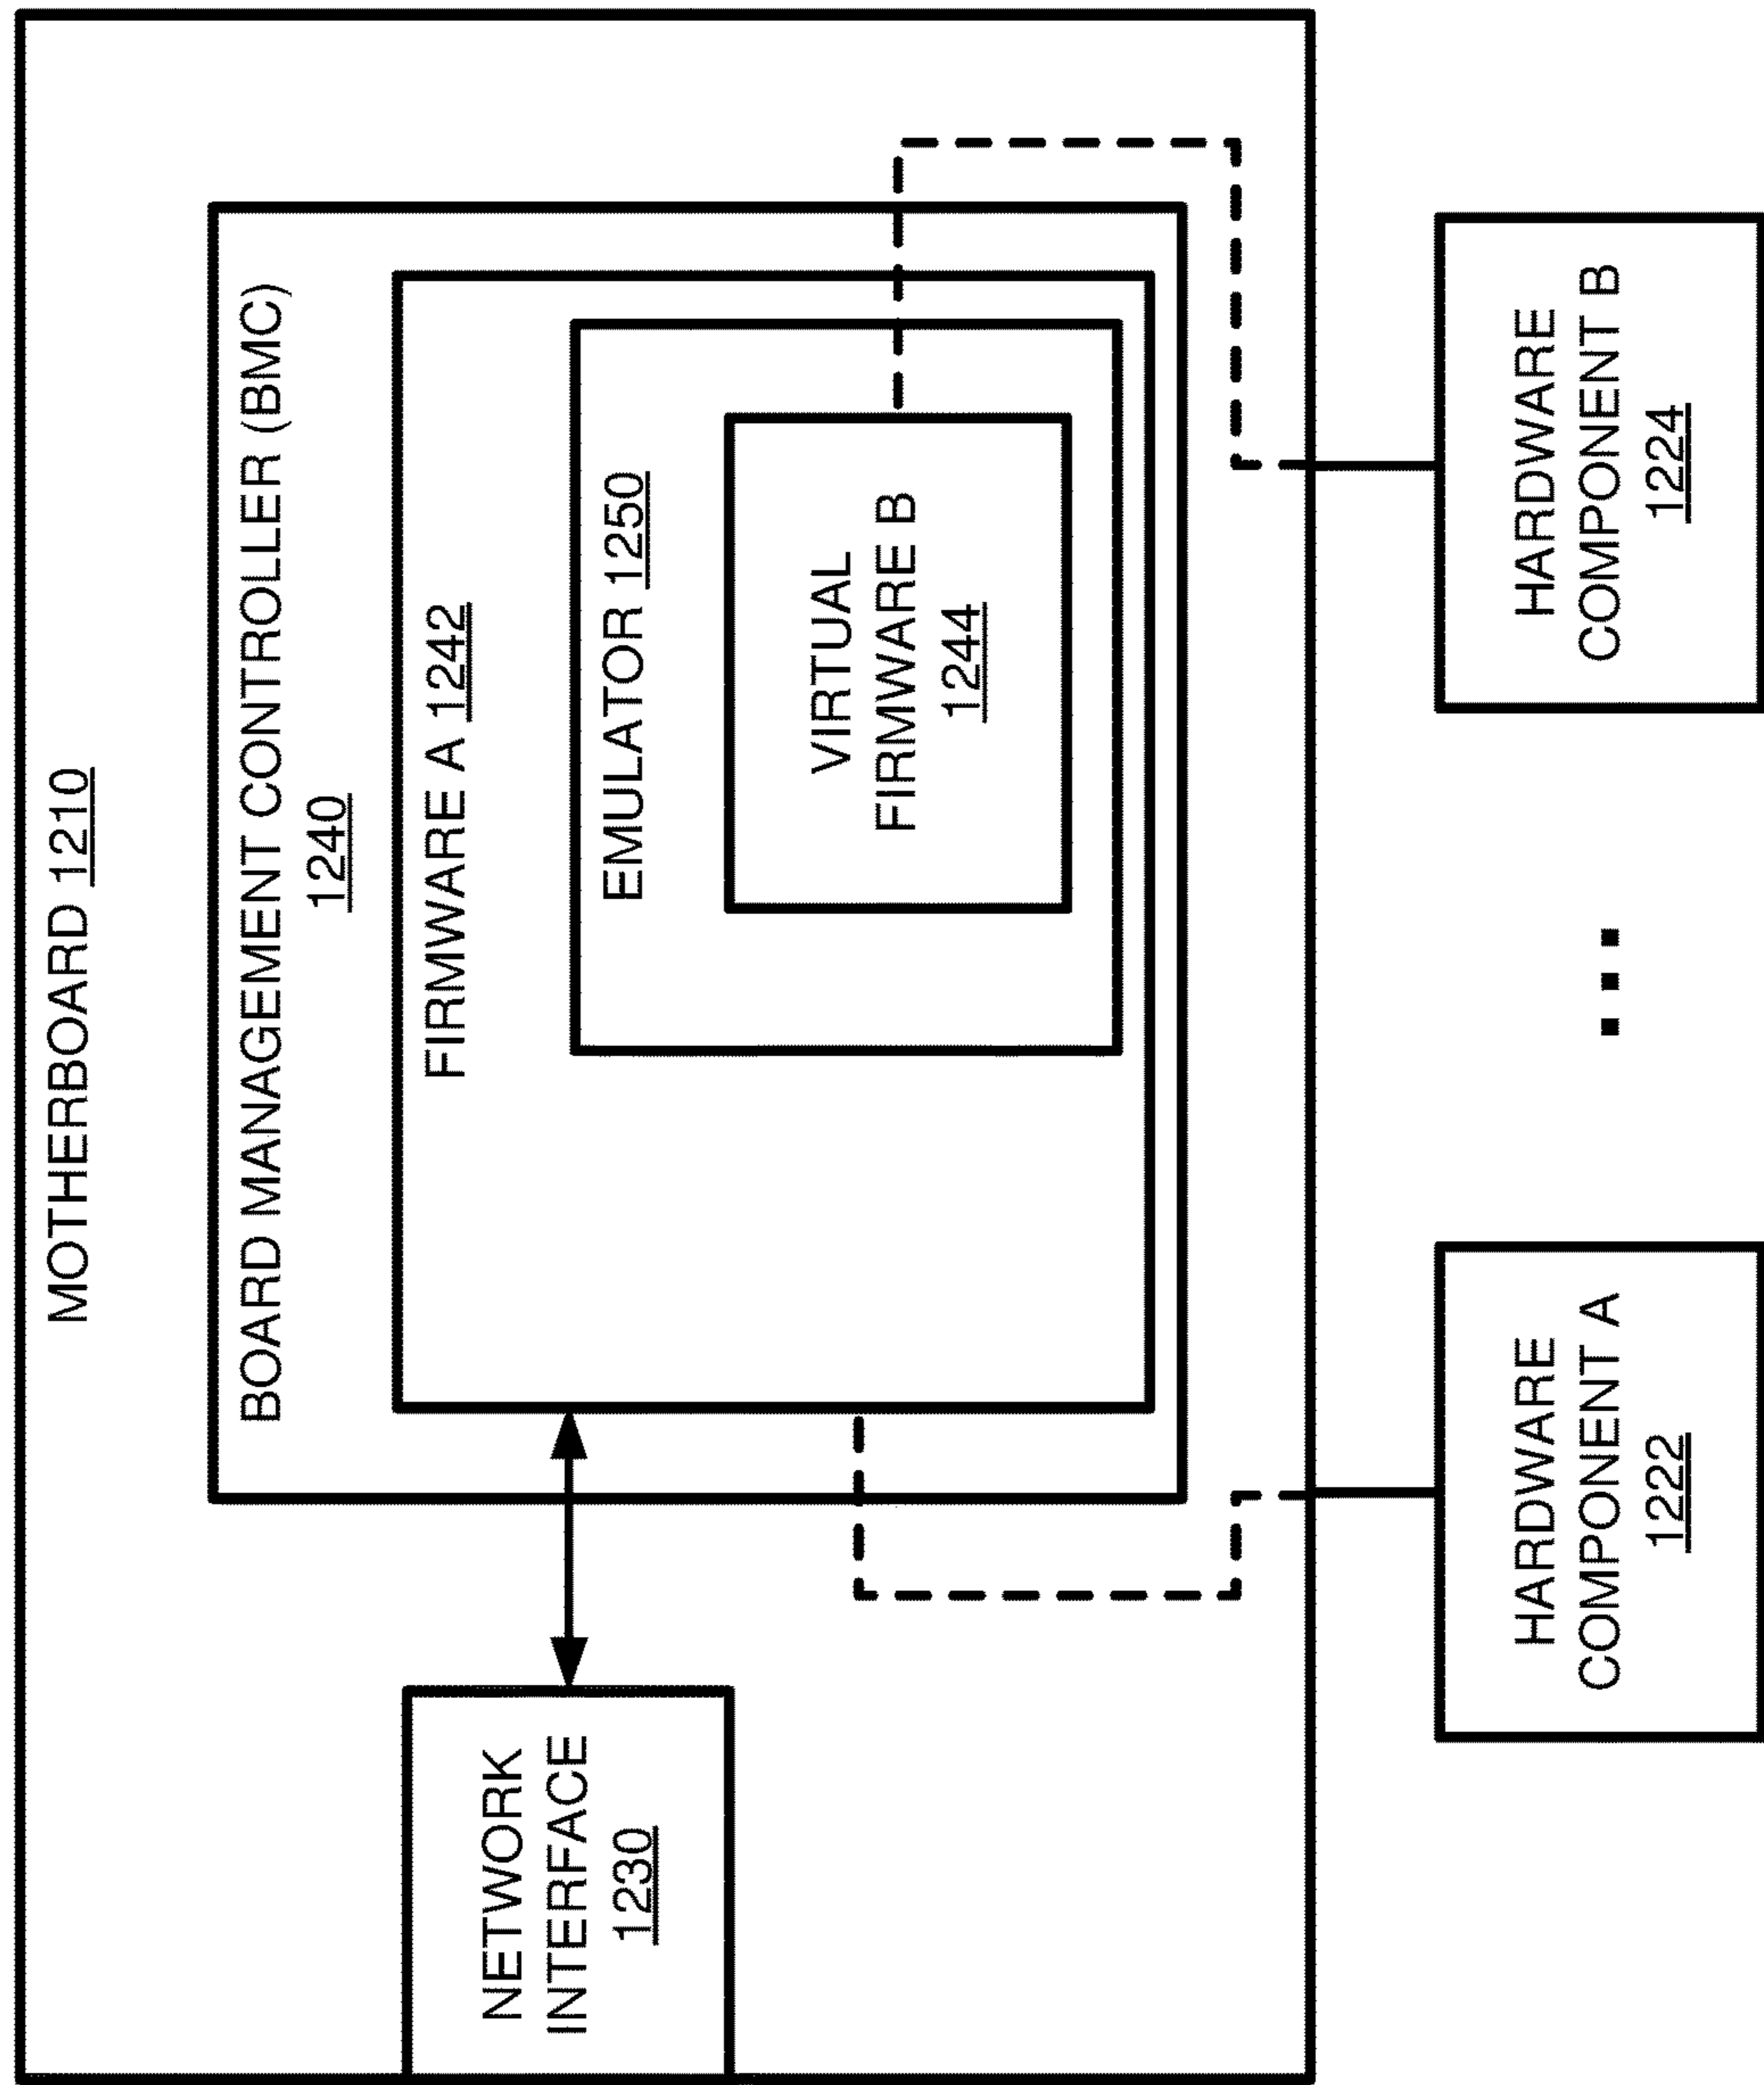 MOTHERBOARD 1210
BOARD MANAGEMENT CONTROLLER (BMC)
1240
FIRMWARE A 1242
EMULATOR 1250
VIRTUAL
FIRMWARE B
1244
NETWORK
INTERFACE
1230
HARDWARE
COMPONENT A
1222
HARDWARE
COMPONENT B
1224